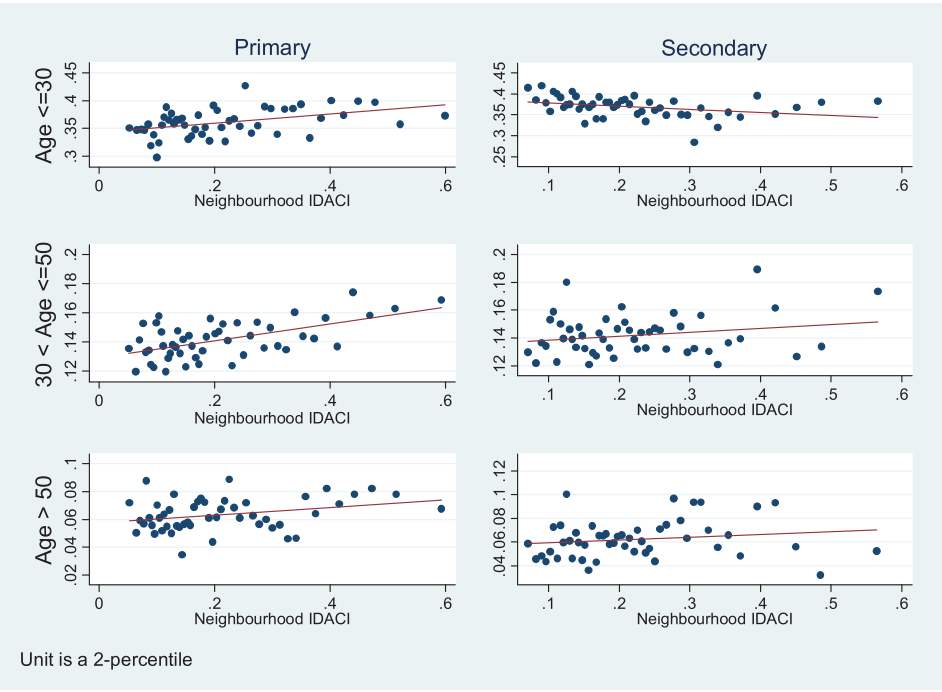 Primary
Secondary
Age <=30
.3 .35 .4 .45
0 .2 .4 .6
Neighbourhood IDACI
.25 .3 .35 .4 .45
.1 .2 .3 .4 .5 .6
Neighbourhood IDACI
30 < Age <=50
.12 .14 .16 .18 .2
0 .2 .4 .6
Neighbourhood IDACI
.12 .14 .16 .18 .2
.1 .2 .3 .4 .5 .6
Neighbourhood IDACI
Age > 50
.02 .04 .06 .08 .1
0 .2 .4 .6
Neighbourhood IDACI
.04 .06 .08 .1 .12
.1 .2 .3 .4 .5 .6
Neighbourhood IDACI
Unit is a 2-percentile